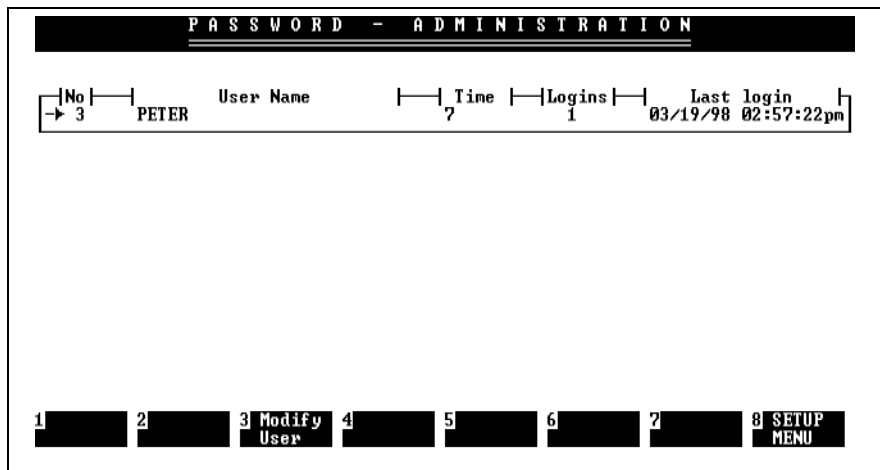 PASSWORD - ADMINISTRATION
No User Name Time Logins Last login
3 PETER 7 1 03/19/98 02:57:22pm
1 2 3 Modify User 4 5 6 7 8 SETUP MENU